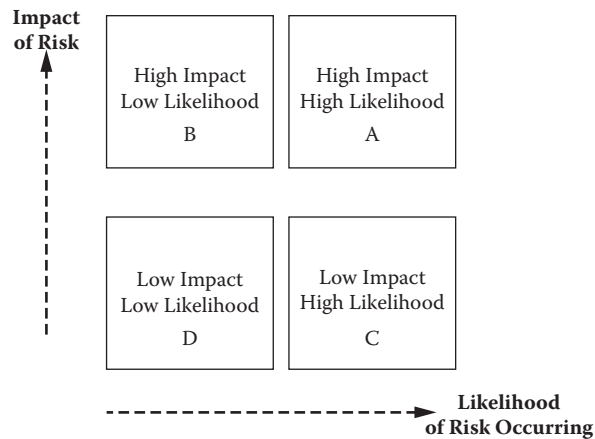 Impact
of Risk
High Impact
Low Likelihood
B
High Impact
High Likelihood
A
Low Impact
Low Likelihood
D
Low Impact
High Likelihood
C
Likelihood
of Risk Occurring